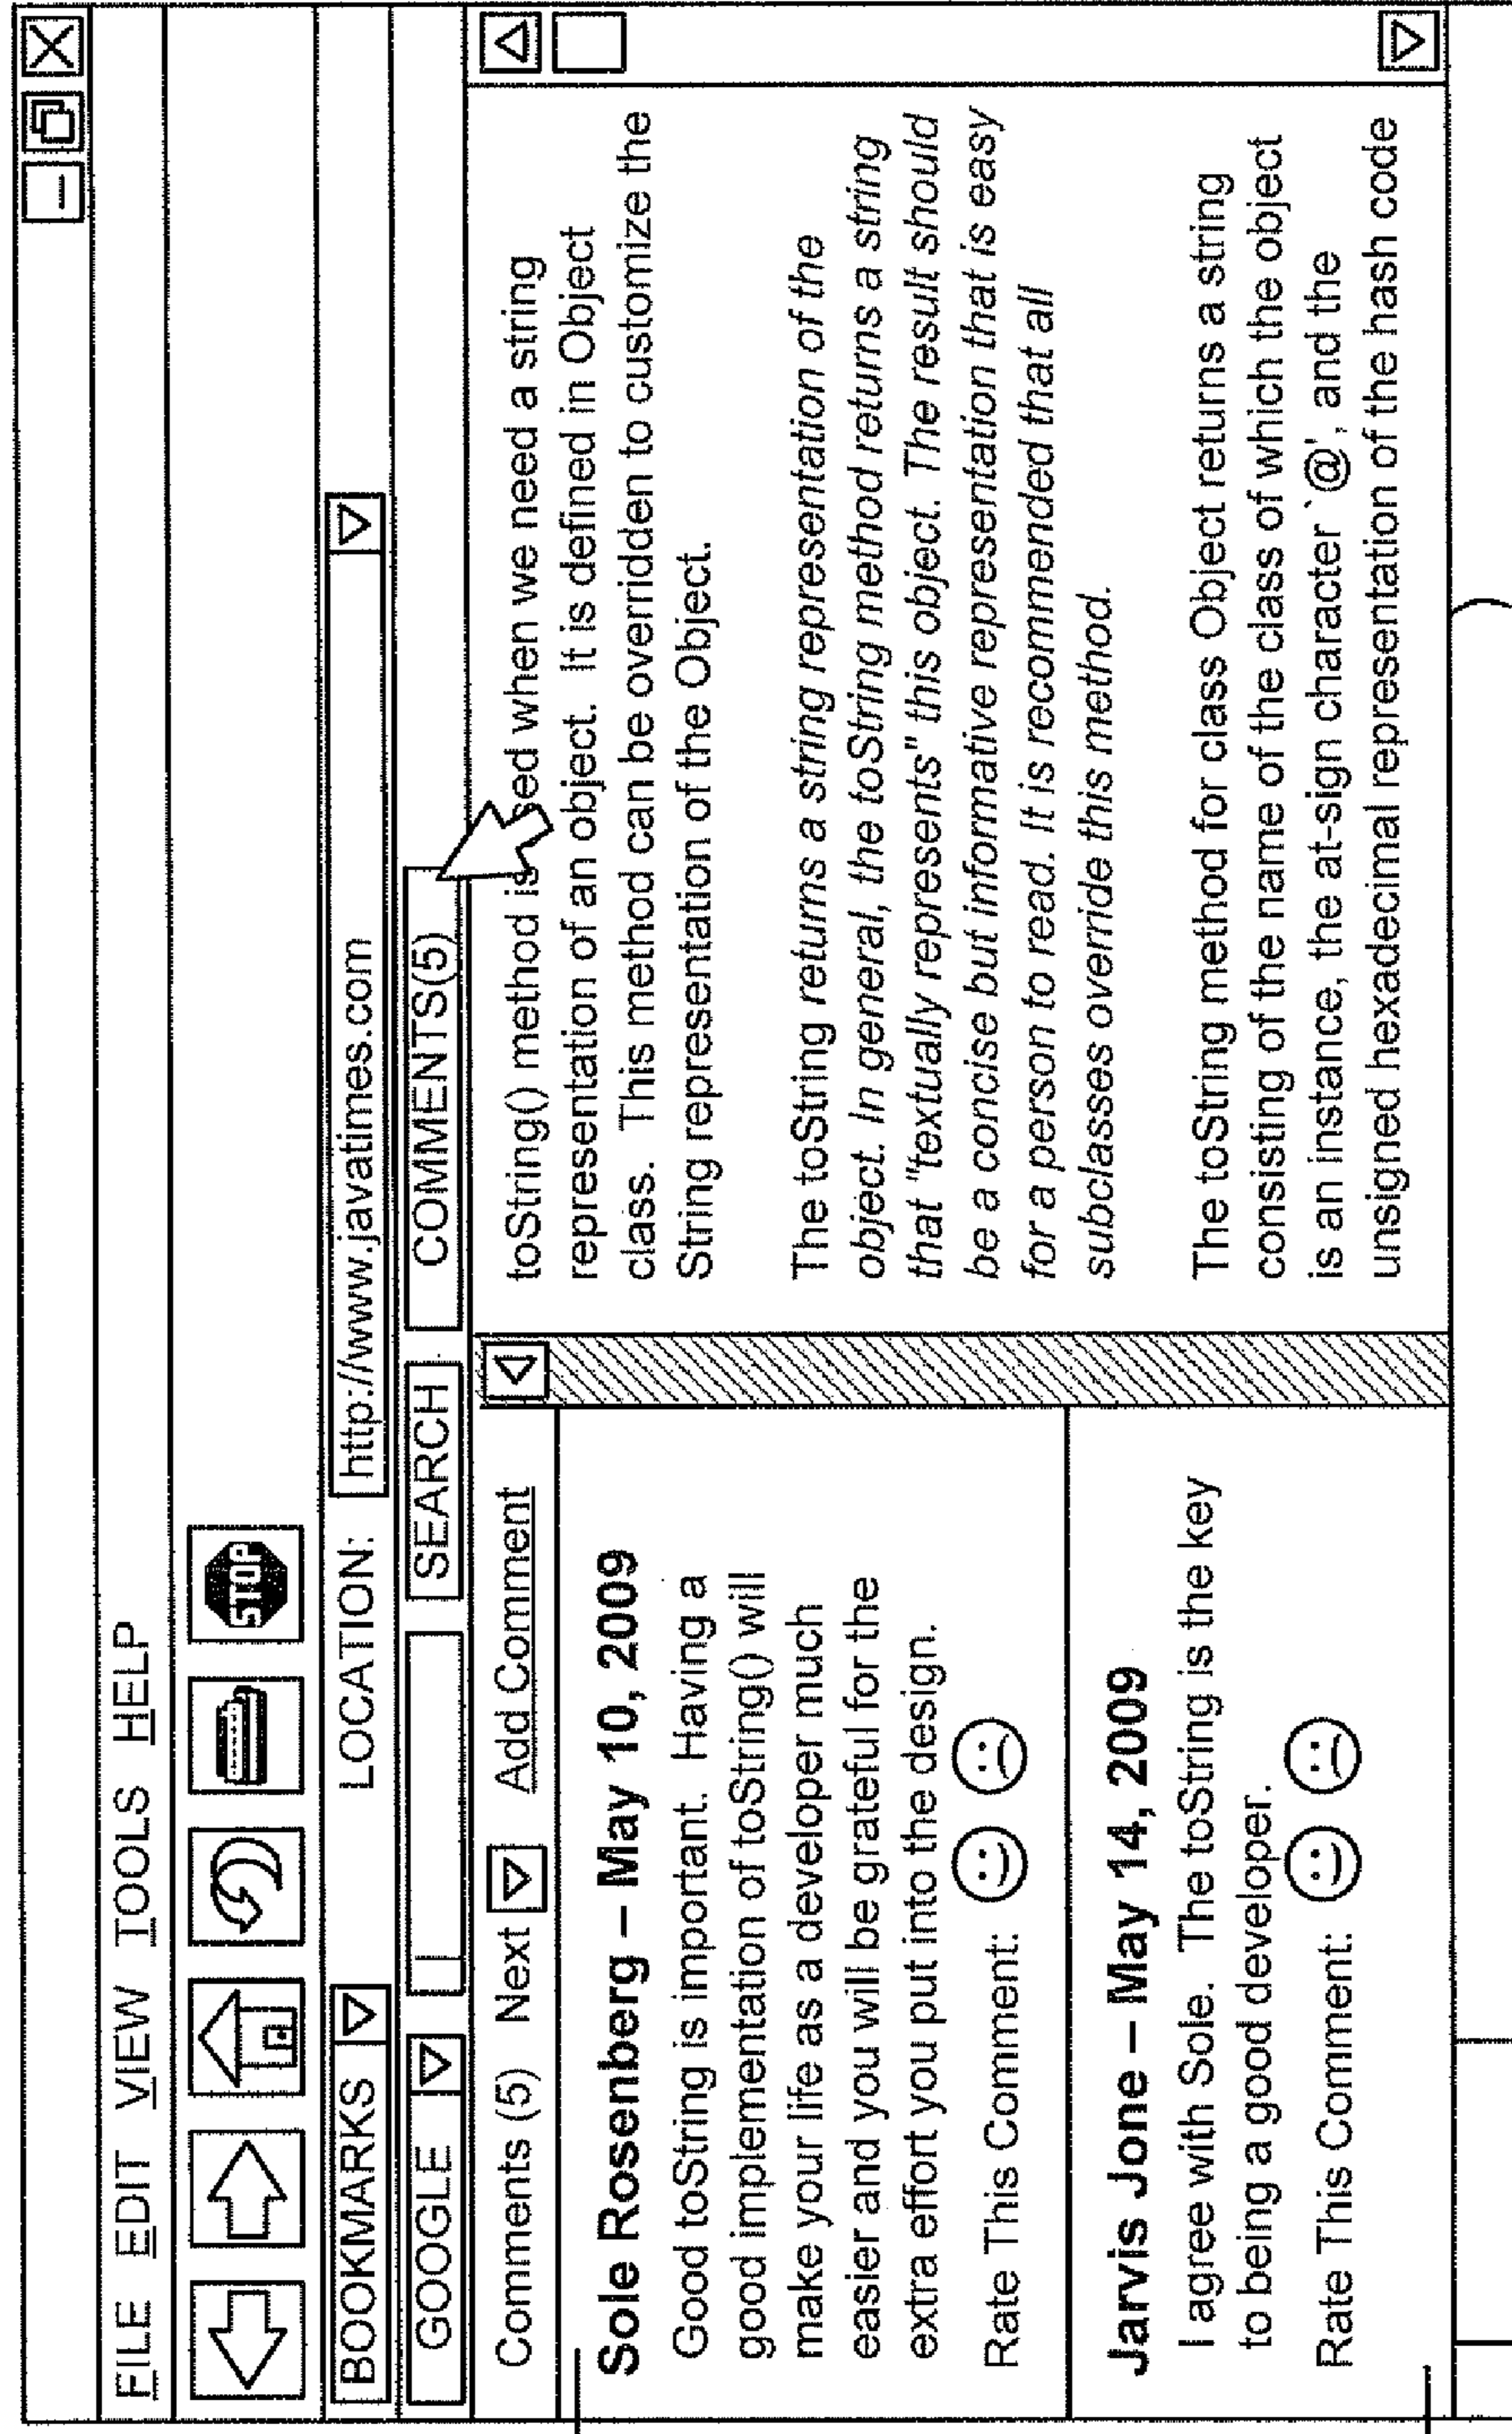 FILE EDIT VIEW TOOLS HELP
STOP
BOOKMARKS LOCATION: http://www.javatimes.com
GOOGLE SEARCH COMMENTS(5)
Comments (5) Next Add Comment
Sole Rosenberg – May 10, 2009
Good toString is important. Having a
good implementation of toString() will
make your life as a developer much
easier and you will be grateful for the
extra effort you put into the design.
Rate This Comment:
Jarvis Jone – May 14, 2009
I agree with Sole. The toString is the key
to being a good developer.
Rate This Comment:
toString() method is sed when we need a string
representation of an object. It is defined in Object
class. This method can be overridden to customize the
String representation of the Object.
The toString returns a string representation of the
object. In general, the toString method returns a string
that "textually represents" this object. The result should
be a concise but informative representation that is easy
for a person to read. It is recommended that all
subclasses override this method.
The toString method for class Object returns a string
consisting of the name of the class of which the object
is an instance, the at-sign character `@', and the
unsigned hexadecimal representation of the hash code